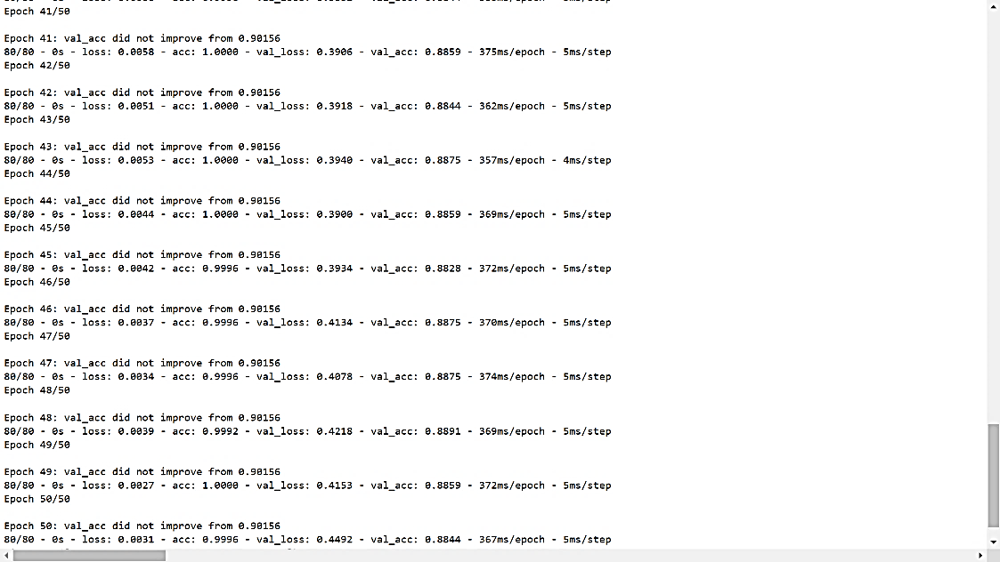 Epoch 41/50
Epoch 41: val_acc did not improve from 0.90156
80/80 - 0s - loss: 0.0058 - acc: 1.0000 - val_loss: 0.3906 - val_acc: 0.8859 - 375ms/epoch - 5ms/step
Epoch 42/50
Epoch 42: val_acc did not improve from 0.90156
80/80 - 0s - loss: 0.0051 - acc: 1.0000 - val_loss: 0.3918 - val_acc: 0.8844 - 362ms/epoch - 5ms/step
Epoch 43/50
Epoch 43: val_acc did not improve from 0.90156
80/80 - 0s - loss: 0.0053 - acc: 1.0000 - val_loss: 0.3940 - val_acc: 0.8875 - 357ms/epoch - 4ms/step
Epoch 44/50
Epoch 44: val_acc did not improve from 0.90156
80/80 - 0s - loss: 0.0044 - acc: 1.0000 - val_loss: 0.3900 - val_acc: 0.8859 - 369ms/epoch - 5ms/step
Epoch 45/50
Epoch 45: val_acc did not improve from 0.90156
80/80 - 0s - loss: 0.0042 - acc: 0.9996 - val_loss: 0.3934 - val_acc: 0.8828 - 372ms/epoch - 5ms/step
Epoch 46/50
Epoch 46: val_acc did not improve from 0.90156
80/80 - 0s - loss: 0.0037 - acc: 0.9996 - val_loss: 0.4134 - val_acc: 0.8875 - 370ms/epoch - 5ms/step
Epoch 47/50
Epoch 47: val_acc did not improve from 0.90156
80/80 - 0s - loss: 0.0034 - acc: 0.9996 - val_loss: 0.4078 - val_acc: 0.8875 - 374ms/epoch - 5ms/step
Epoch 48/50
Epoch 48: val_acc did not improve from 0.90156
80/80 - 0s - loss: 0.0039 - acc: 0.9992 - val_loss: 0.4218 - val_acc: 0.8891 - 369ms/epoch - 5ms/step
Epoch 49/50
Epoch 49: val_acc did not improve from 0.90156
80/80 - 0s - loss: 0.0027 - acc: 1.0000 - val_loss: 0.4153 - val_acc: 0.8859 - 372ms/epoch - 5ms/step
Epoch 50/50
Epoch 50: val_acc did not improve from 0.90156
80/80 - 0s - loss: 0.0031 - acc: 0.9996 - val_loss: 0.4492 - val_acc: 0.8844 - 367ms/epoch - 5ms/step